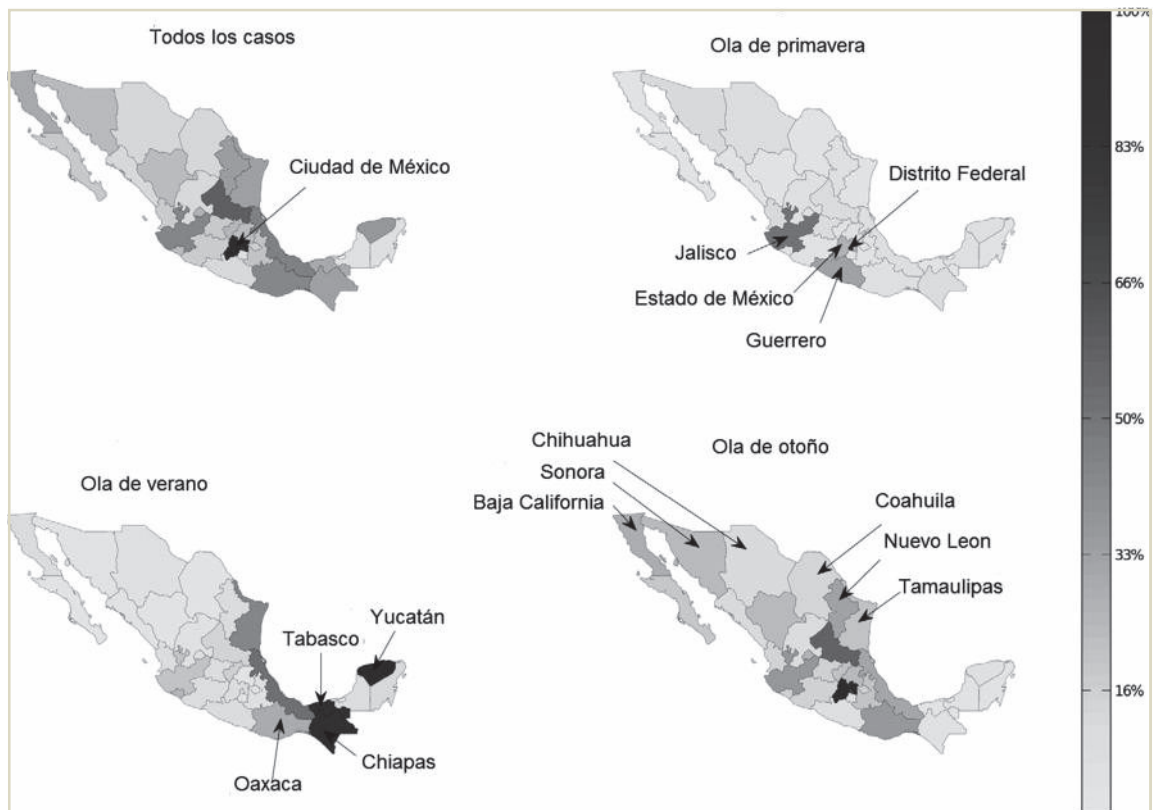 Todos los casos
Ciudad de México
Ola de primavera
Distrito Federal
Jalisco
Estado de México
Guerrero
Ola de verano
Yucatán
Tabasco
Oaxaca
Chiapas
Ola de otoño
Chihuahua
Sonora
Baja California
Coahuila
Nuevo Leon
Tamaulipas
100%
83%
66%
50%
33%
16%